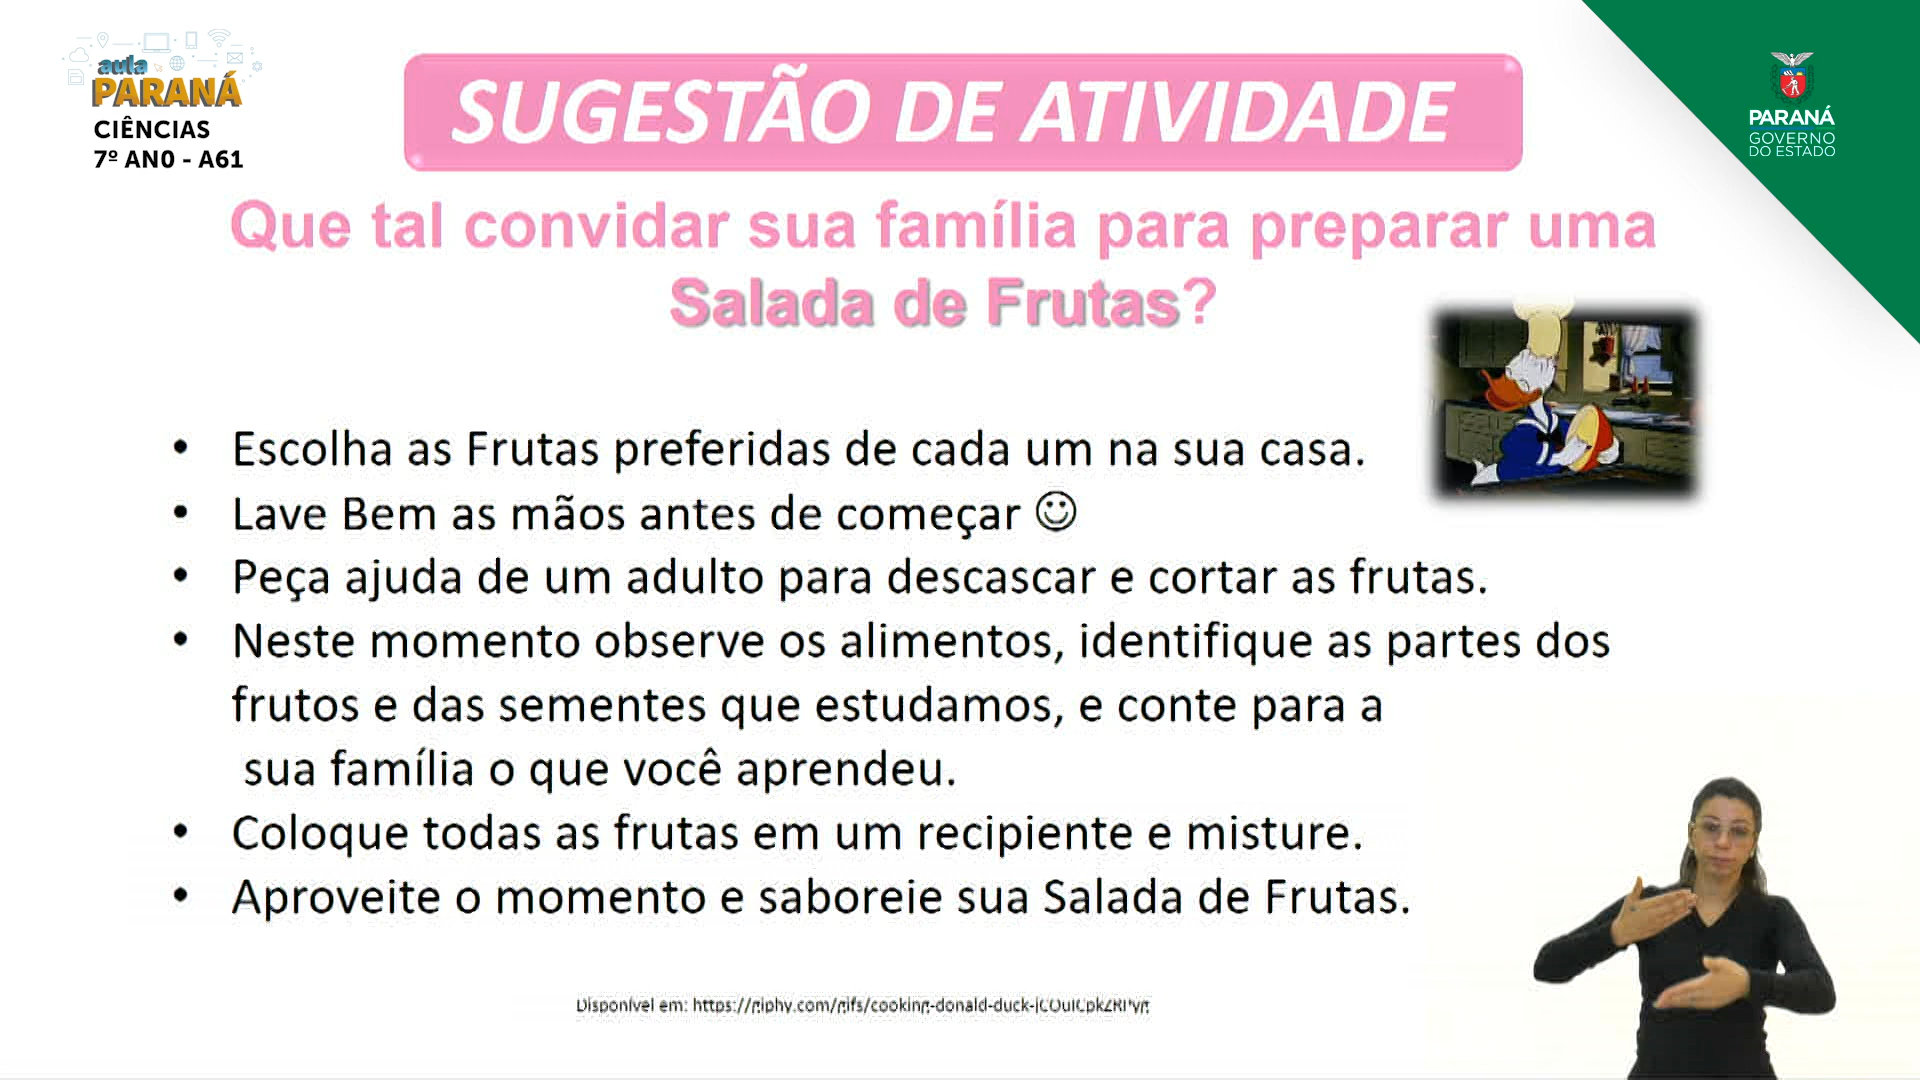 aula
PARANÁ
CIÊNCIAS
7º AN0 - A61
SUGESTÃO DE ATIVIDADE
PARANÁ
GOVERNO
DO ESTADO
Que tal convidar sua família para preparar uma
Salada de Frutas?
• Escolha as Frutas preferidas de cada um na sua casa.
• Lave Bem as mãos antes de começar ☺
• Peça ajuda de um adulto para descascar e cortar as frutas.
• Neste momento observe os alimentos, identifique as partes dos
frutos e das sementes que estudamos, e conte para a
sua família o que você aprendeu.
• Coloque todas as frutas em um recipiente e misture.
• Aproveite o momento e saboreie sua Salada de Frutas.
Disponível em: